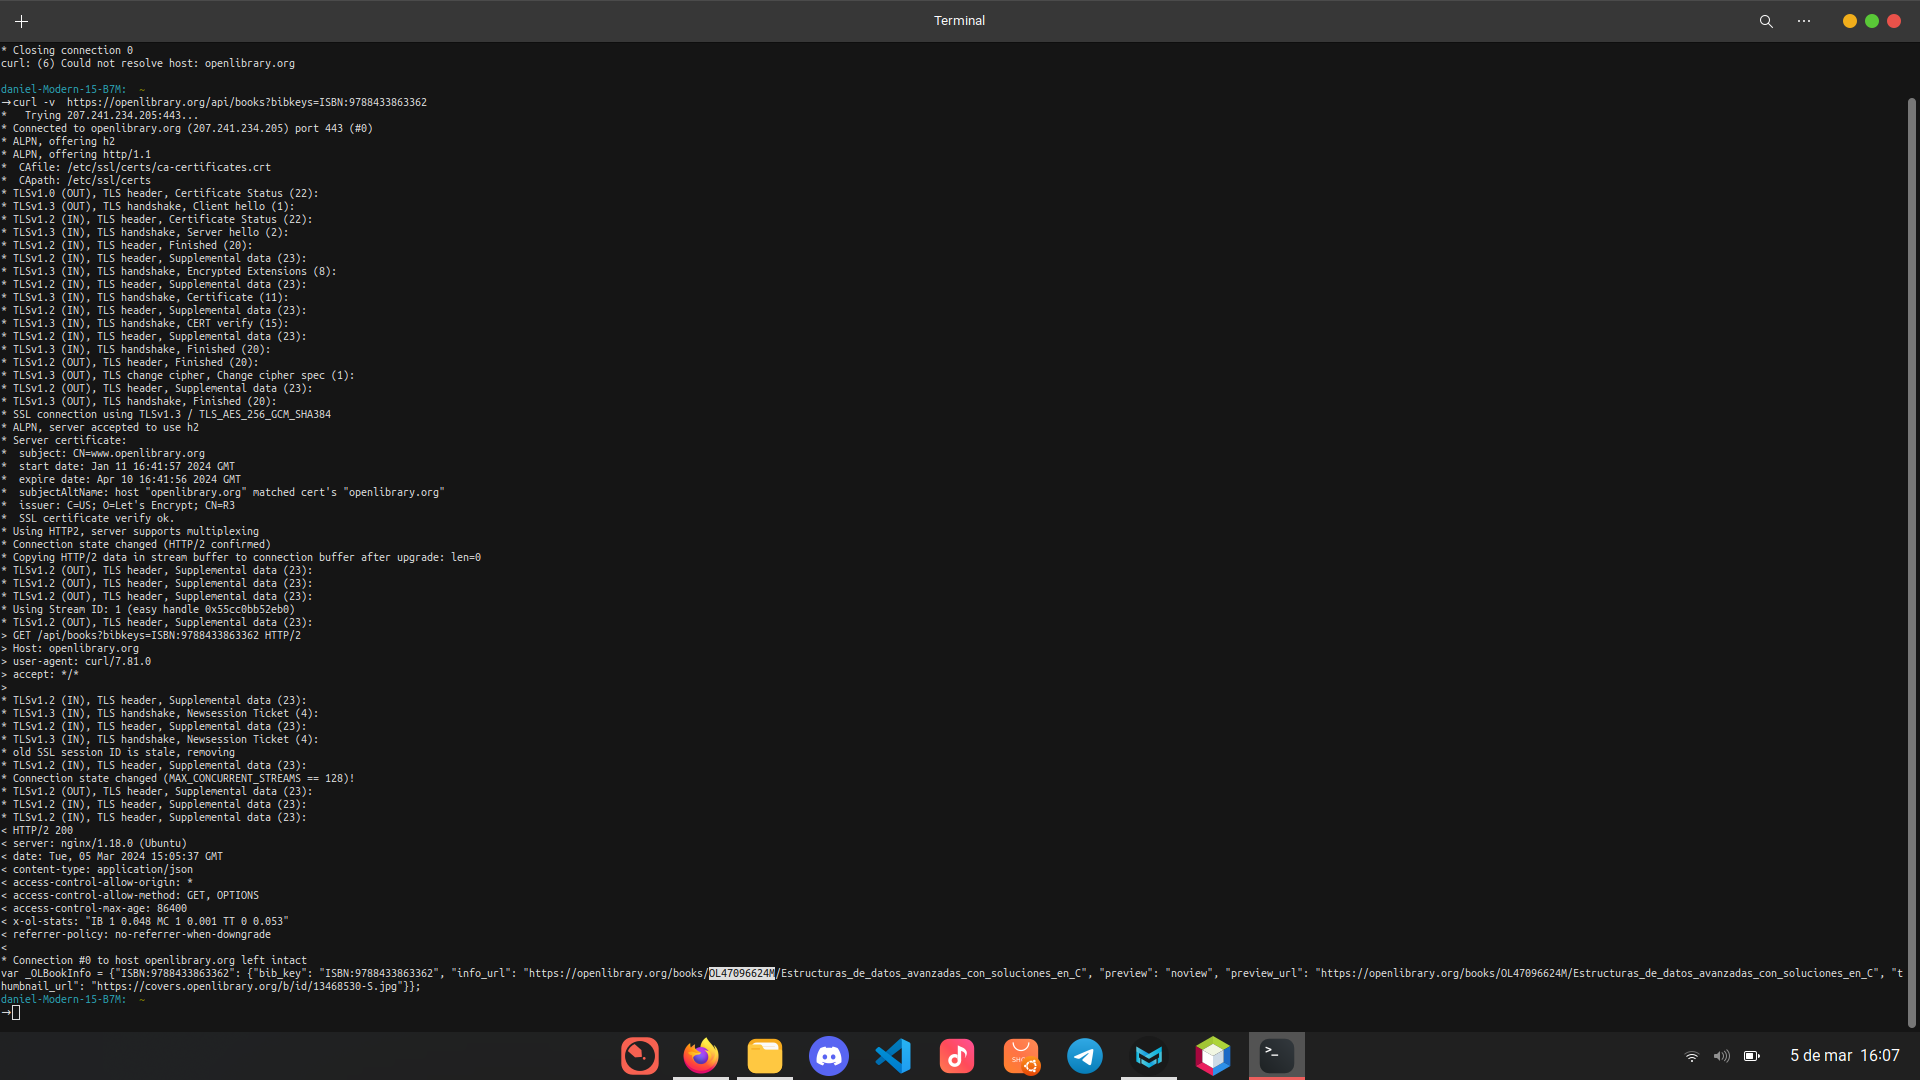 Terminal
* Closing connection 0
curl: (6) Could not resolve host: openlibrary.org
daniel-Modern-15-B7M:  ~
→curl -v  https://openlibrary.org/api/books?bibkeys=ISBN:9788433863362
*   Trying 207.241.234.205:443...
* Connected to openlibrary.org (207.241.234.205) port 443 (#0)
* ALPN, offering h2
* ALPN, offering http/1.1
*  CAfile: /etc/ssl/certs/ca-certificates.crt
*  CApath: /etc/ssl/certs
* TLSv1.0 (OUT), TLS header, Certificate Status (22):
* TLSv1.3 (OUT), TLS handshake, Client hello (1):
* TLSv1.2 (IN), TLS header, Certificate Status (22):
* TLSv1.3 (IN), TLS handshake, Server hello (2):
* TLSv1.2 (IN), TLS header, Finished (20):
* TLSv1.2 (IN), TLS header, Supplemental data (23):
* TLSv1.3 (IN), TLS handshake, Encrypted Extensions (8):
* TLSv1.2 (IN), TLS header, Supplemental data (23):
* TLSv1.3 (IN), TLS handshake, Certificate (11):
* TLSv1.2 (IN), TLS header, Supplemental data (23):
* TLSv1.3 (IN), TLS handshake, CERT verify (15):
* TLSv1.2 (IN), TLS header, Supplemental data (23):
* TLSv1.3 (IN), TLS handshake, Finished (20):
* TLSv1.2 (OUT), TLS header, Finished (20):
* TLSv1.3 (OUT), TLS change cipher, Change cipher spec (1):
* TLSv1.2 (OUT), TLS header, Supplemental data (23):
* TLSv1.3 (OUT), TLS handshake, Finished (20):
* SSL connection using TLSv1.3 / TLS_AES_256_GCM_SHA384
* ALPN, server accepted to use h2
* Server certificate:
*  subject: CN=www.openlibrary.org
*  start date: Jan 11 16:41:57 2024 GMT
*  expire date: Apr 10 16:41:56 2024 GMT
*  subjectAltName: host "openlibrary.org" matched cert's "openlibrary.org"
*  issuer: C=US; O=Let's Encrypt; CN=R3
*  SSL certificate verify ok.
* Using HTTP2, server supports multiplexing
* Connection state changed (HTTP/2 confirmed)
* Copying HTTP/2 data in stream buffer to connection buffer after upgrade: len=0
* TLSv1.2 (OUT), TLS header, Supplemental data (23):
* TLSv1.2 (OUT), TLS header, Supplemental data (23):
* TLSv1.2 (OUT), TLS header, Supplemental data (23):
* Using Stream ID: 1 (easy handle 0x55cc0bb52eb0)
* TLSv1.2 (OUT), TLS header, Supplemental data (23):
> GET /api/books?bibkeys=ISBN:9788433863362 HTTP/2
> Host: openlibrary.org
> user-agent: curl/7.81.0
> accept: */*
>
* TLSv1.2 (IN), TLS header, Supplemental data (23):
* TLSv1.3 (IN), TLS handshake, Newsession Ticket (4):
* TLSv1.2 (IN), TLS header, Supplemental data (23):
* TLSv1.3 (IN), TLS handshake, Newsession Ticket (4):
* old SSL session ID is stale, removing
* TLSv1.2 (IN), TLS header, Supplemental data (23):
* Connection state changed (MAX_CONCURRENT_STREAMS == 128)!
* TLSv1.2 (OUT), TLS header, Supplemental data (23):
* TLSv1.2 (IN), TLS header, Supplemental data (23):
* TLSv1.2 (IN), TLS header, Supplemental data (23):
< HTTP/2 200
< server: nginx/1.18.0 (Ubuntu)
< date: Tue, 05 Mar 2024 15:05:37 GMT
< content-type: application/json
< access-control-allow-origin: *
< access-control-allow-method: GET, OPTIONS
< access-control-max-age: 86400
< x-ol-stats: "IB 1 0.048 MC 1 0.001 TT 0 0.053"
< referrer-policy: no-referrer-when-downgrade
<
* Connection #0 to host openlibrary.org left intact
var _OLBookInfo = {"ISBN:9788433863362": {"bib_key": "ISBN:9788433863362", "info_url": "https://openlibrary.org/books/OL47096624M/Estructuras_de_datos_avanzadas_con_soluciones_en_C", "preview": "noview", "preview_url": "https://openlibrary.org/books/OL47096624M/Estructuras_de_datos_avanzadas_con_soluciones_en_C", "t
humbnail_url": "https://covers.openlibrary.org/b/id/13468530-S.jpg"}};
daniel-Modern-15-B7M:  ~
→
5 de mar  16:07